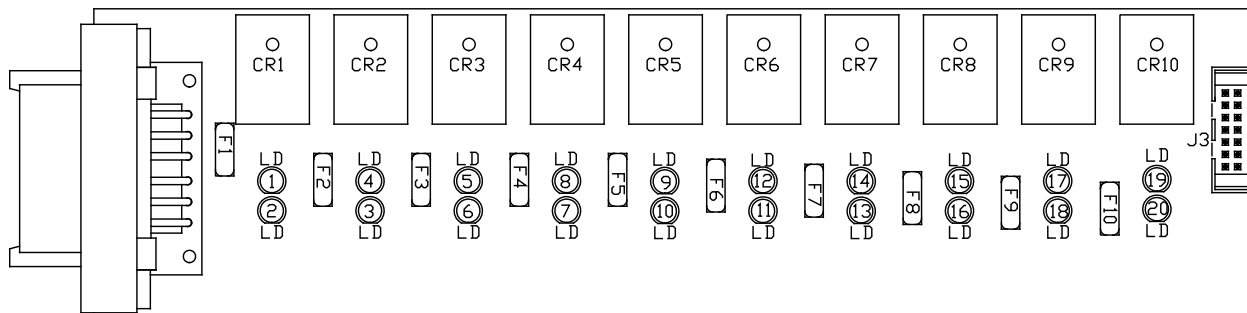 CR1 CR2 CR3 CR4 CR5 CR6 CR7 CR8 CR9 CR10
J3
F1 F2 F3 F4 F5 F6 F7 F8 F9 F10
LD LD LD LD LD LD LD LD LD LD
1 4 5 8 9 12 14 15 17 19
2 3 6 7 10 11 13 16 18 20
LD LD LD LD LD LD LD LD LD LD